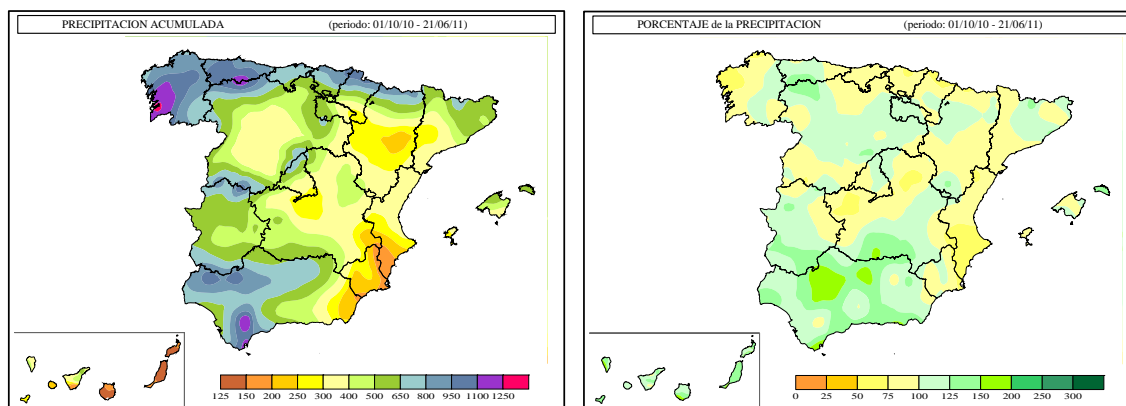 PRECIPITACION ACUMULADA (periodo: 01/10/10 - 21/06/11)
125 150 200 250 300 400 500 650 800 950 1100 1250
PORCENTAJE de la PRECIPITACION (periodo: 01/10/10 - 21/06/11)
0 25 50 75 100 125 150 200 250 300